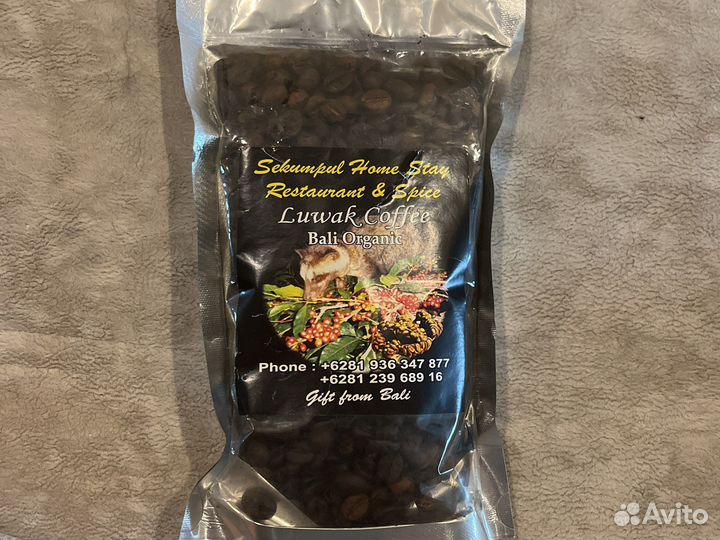 Sekumpul Home Stay
Restaurant & Spice
Luwak Coffee
Bali Organic
Phone : +6281 936 347 877
+6281 239 689 16
Gift from Bali
Avito